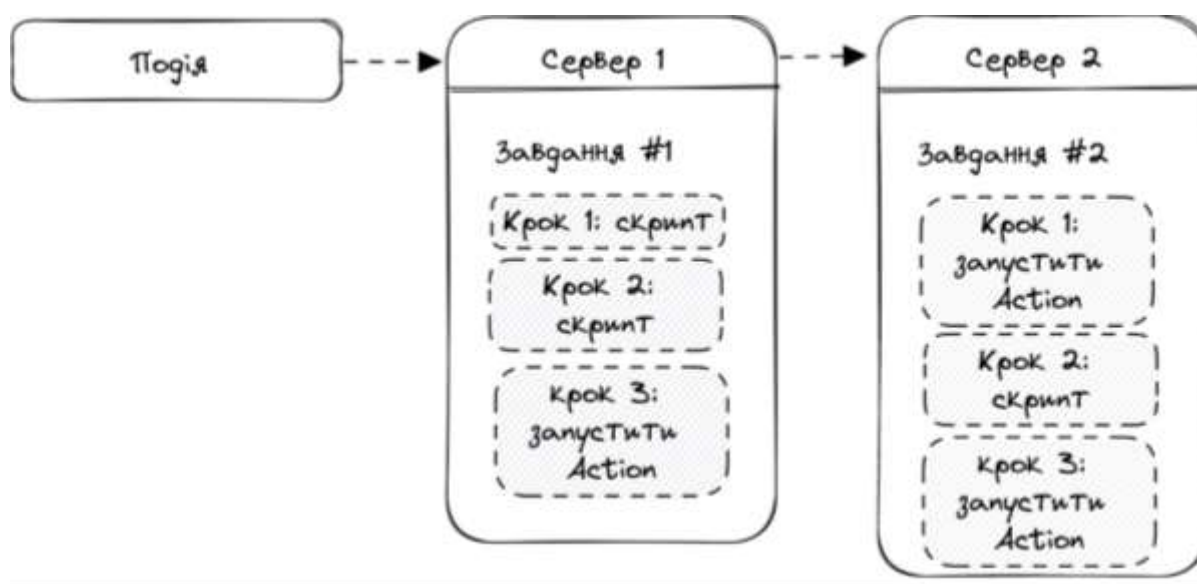 Подія
Сервер 1
Завдання #1
Крок 1: скрипт
Крок 2:
скрипт
крок 3:
запустити
Action
Сервер 2
Завдання #2
Крок 1:
запустити
Action
Крок 2:
скрипт
крок 3:
запустити
Action